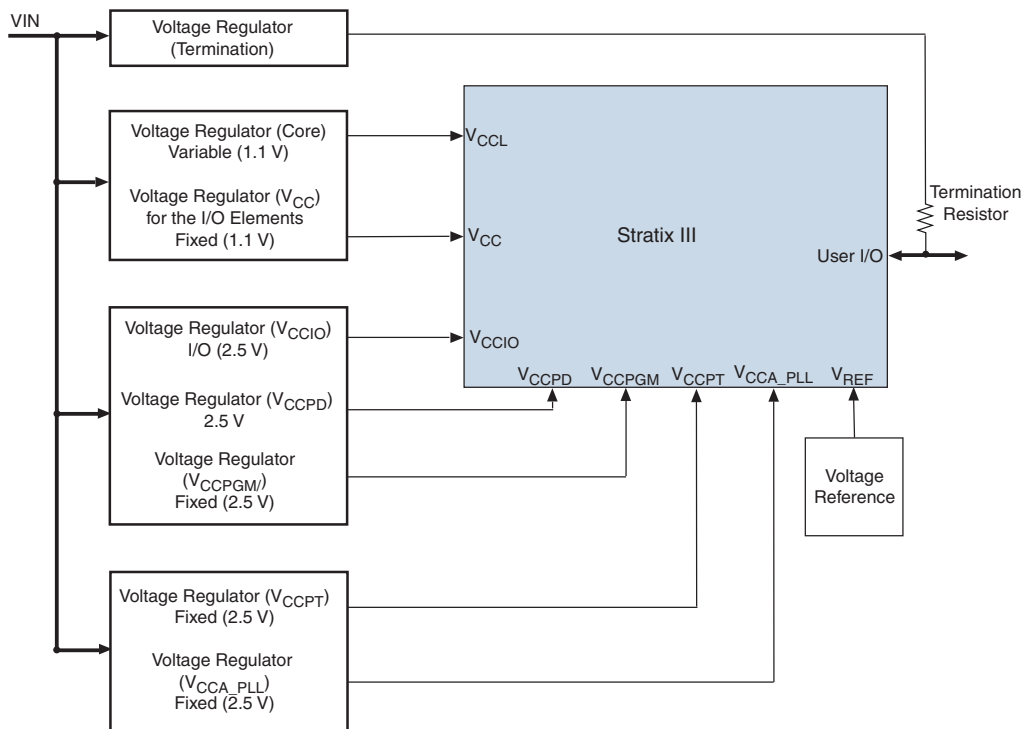 VIN
Voltage Regulator
(Termination)
Voltage Regulator (Core)
Variable (1.1 V)
Voltage Regulator (VCC)
for the I/O Elements
Fixed (1.1 V)
Voltage Regulator (VCCIO)
I/O (2.5 V)
Voltage Regulator (VCCPD)
2.5 V
Voltage Regulator
(VCCPGM/)
Fixed (2.5 V)
Voltage Regulator (VCCPT)
Fixed (2.5 V)
Voltage Regulator
(VCCA_PLL)
Fixed (2.5 V)
VCCL
VCC
VCCIO
Stratix III
User I/O
VCCPD
VCCPGM
VCCPT
VCCA_PLL
VREF
Termination
Resistor
Voltage
Reference